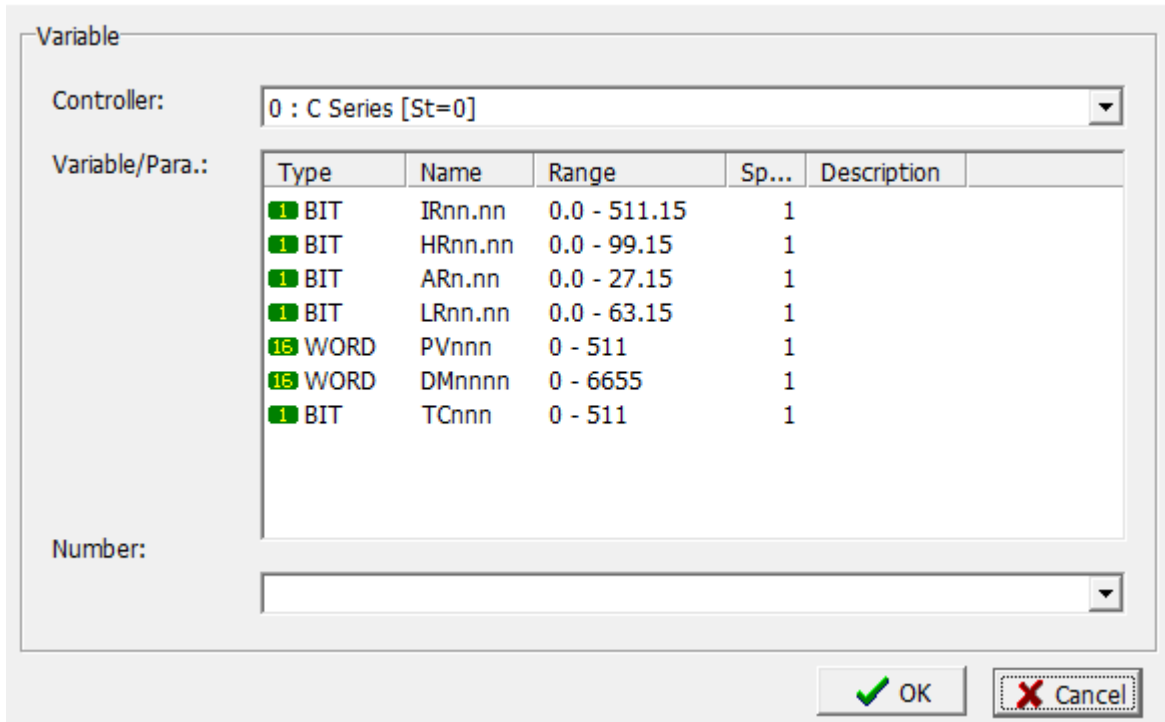 Variable
Controller: 0 : C Series [St=0]
Variable/Para.:
Type Name Range Sp... Description
1 BIT IRnn.nn 0.0 - 511.15 1
1 BIT HRnn.nn 0.0 - 99.15 1
1 BIT ARn.nn 0.0 - 27.15 1
1 BIT LRnn.nn 0.0 - 63.15 1
16 WORD PVnnn 0 - 511 1
16 WORD DMnnnn 0 - 6655 1
1 BIT TCnnn 0 - 511 1
Number:
OK Cancel